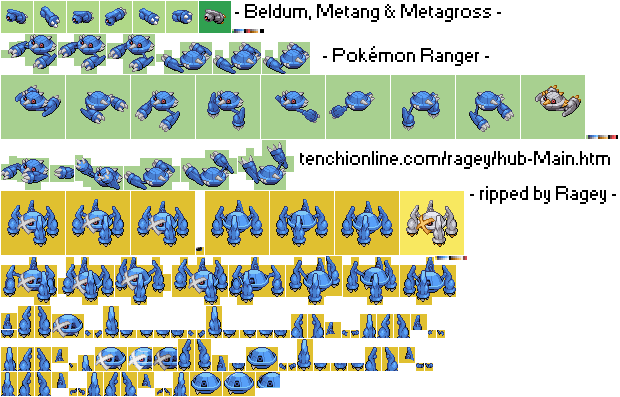 - Beldum, Metang & Metagross -
- Pokémon Ranger -
tenchionline.com/ragey/hub-Main.htm
- ripped by Ragey -